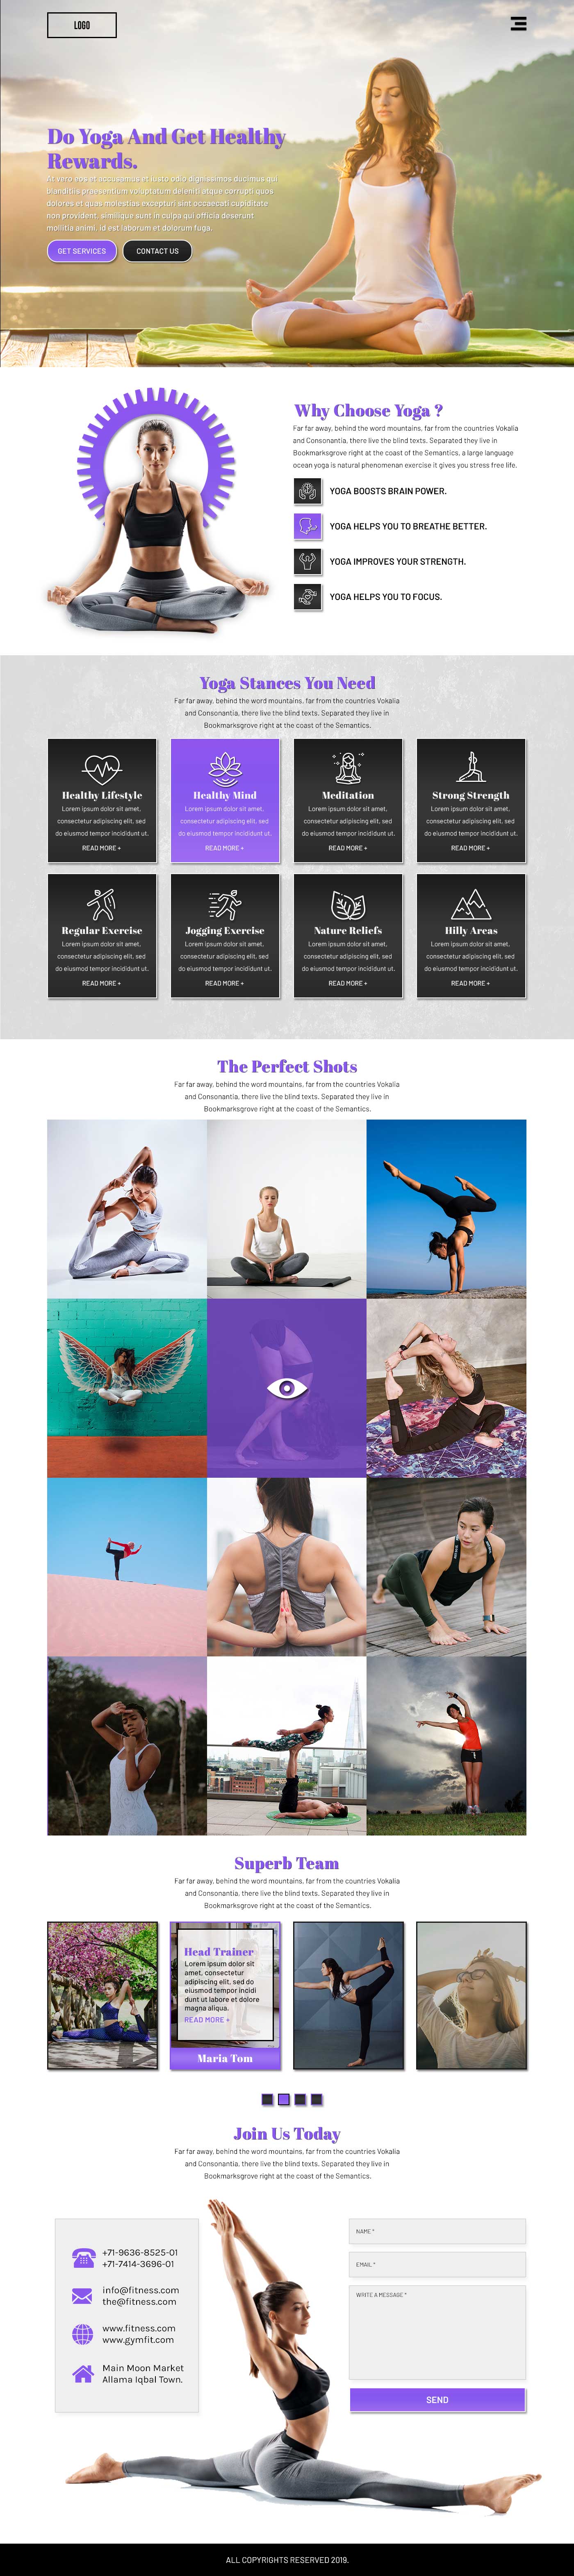 LOGO
Do Yoga And Get Healthy
Rewards.
At vero eos et accusamus et iusto odio dignissimos ducimus qui
blanditiis praesentium voluptatum deleniti atque corrupti quos
dolores et quas molestias excepturi sint occaecati cupiditate
non provident, similique sunt in culpa qui officia deserunt
mollitia animi, id est laborum et dolorum fuga.
GET SERVICES
CONTACT US
Why Choose Yoga ?
Far far away, behind the word mountains, far from the countries Vokalia
and Consonantia, there live the blind texts. Separated they live in
Bookmarksgrove right at the coast of the Semantics, a large language
ocean yoga is natural phenomenan exercise it gives you stress free life.
YOGA BOOSTS BRAIN POWER.
YOGA HELPS YOU TO BREATHE BETTER.
YOGA IMPROVES YOUR STRENGTH.
YOGA HELPS YOU TO FOCUS.
Yoga Stances You Need
Far far away, behind the word mountains, far from the countries Vokalia
and Consonantia, there live the blind texts. Separated they live in
Bookmarksgrove right at the coast of the Semantics.
Healthy Lifestyle
Lorem ipsum dolor sit amet,
consectetur adipiscing elit, sed
do eiusmod tempor incididunt ut.
READ MORE +
Healthy Mind
Lorem ipsum dolor sit amet,
consectetur adipiscing elit, sed
do eiusmod tempor incididunt ut.
READ MORE +
Meditation
Lorem ipsum dolor sit amet,
consectetur adipiscing elit, sed
do eiusmod tempor incididunt ut.
READ MORE +
Strong Strength
Lorem ipsum dolor sit amet,
consectetur adipiscing elit, sed
do eiusmod tempor incididunt ut.
READ MORE +
Regular Exercise
Lorem ipsum dolor sit amet,
consectetur adipiscing elit, sed
do eiusmod tempor incididunt ut.
READ MORE +
Jogging Exercise
Lorem ipsum dolor sit amet,
consectetur adipiscing elit, sed
do eiusmod tempor incididunt ut.
READ MORE +
Nature Reliefs
Lorem ipsum dolor sit amet,
consectetur adipiscing elit, sed
do eiusmod tempor incididunt ut.
READ MORE +
Hilly Areas
Lorem ipsum dolor sit amet,
consectetur adipiscing elit, sed
do eiusmod tempor incididunt ut.
READ MORE +
The Perfect Shots
Far far away, behind the word mountains, far from the countries Vokalia
and Consonantia, there live the blind texts. Separated they live in
Bookmarksgrove right at the coast of the Semantics.
Superb Team
Far far away, behind the word mountains, far from the countries Vokalia
and Consonantia, there live the blind texts. Separated they live in
Bookmarksgrove right at the coast of the Semantics.
Head Trainer
Lorem ipsum dolor sit
amet, consectetur
adipiscing elit, sed do
eiusmod tempor incidi
dunt ut labore et dolore
magna aliqua.
READ MORE +
Maria Tom
Join Us Today
Far far away, behind the word mountains, far from the countries Vokalia
and Consonantia, there live the blind texts. Separated they live in
Bookmarksgrove right at the coast of the Semantics.
+71-9636-8525-01
+71-7414-3696-01
info@fitness.com
the@fitness.com
www.fitness.com
www.gymfit.com
Main Moon Market
Allama Iqbal Town.
NAME *
EMAIL *
WRITE A MESSAGE *
SEND
ALL COPYRIGHTS RESERVED 2019.